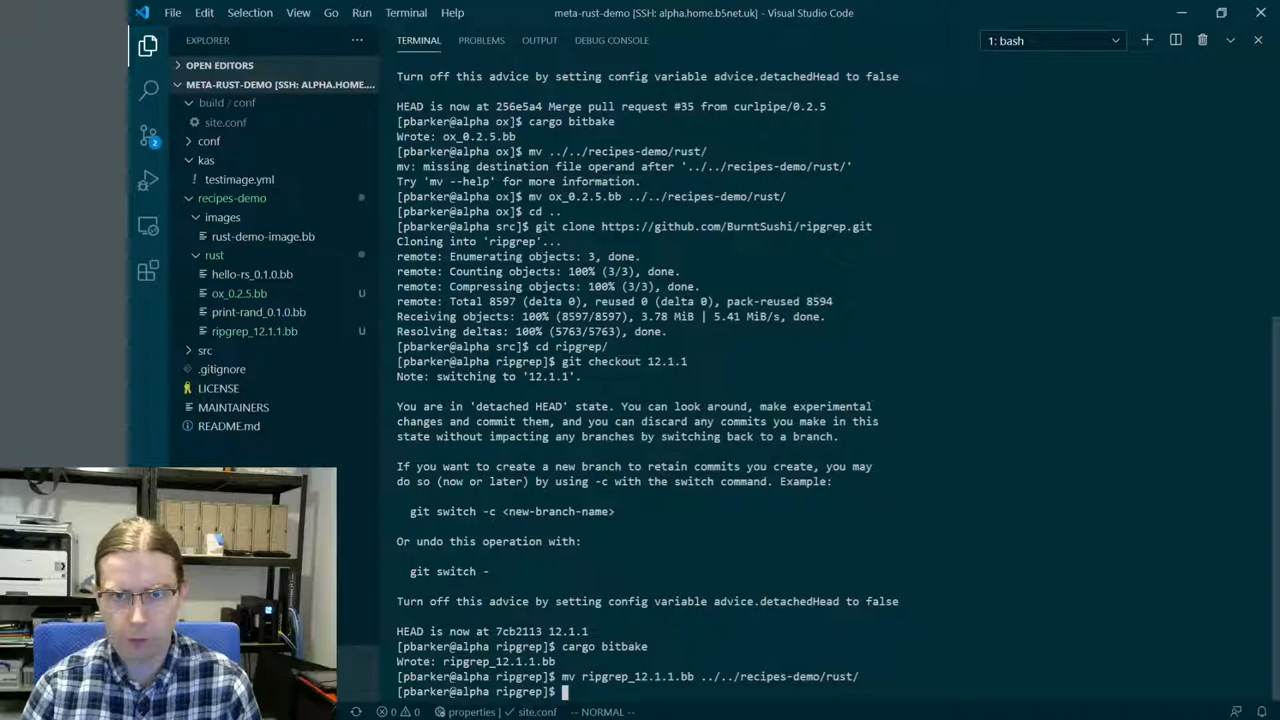 File Edit Selection View Go Run Terminal Help
meta-rust-demo [SSH: alpha.home.b5net.uk] - Visual Studio Code
EXPLORER
OPEN EDITORS
META-RUST-DEMO [SSH: ALPHA.HOME....
build / conf
site.conf
conf
kas
testimage.yml
recipes-demo
images
rust-demo-image.bb
rust
hello-rs_0.1.0.bb
ox_0.2.5.bb U
print-rand_0.1.0.bb
ripgrep_12.1.1.bb U
src
.gitignore
LICENSE
MAINTAINERS
README.md
2
TERMINAL PROBLEMS OUTPUT DEBUG CONSOLE
1: bash
Turn off this advice by setting config variable advice.detachedHead to false
HEAD is now at 256e5a4 Merge pull request #35 from curlpipe/0.2.5
[pbarker@alpha ox]$ cargo bitbake
Wrote: ox_0.2.5.bb
[pbarker@alpha ox]$ mv ../../recipes-demo/rust/
mv: missing destination file operand after '../../recipes-demo/rust/'
Try 'mv --help' for more information.
[pbarker@alpha ox]$ mv ox_0.2.5.bb ../../recipes-demo/rust/
[pbarker@alpha ox]$ cd ..
[pbarker@alpha src]$ git clone https://github.com/BurntSushi/ripgrep.git
Cloning into 'ripgrep'...
remote: Enumerating objects: 3, done.
remote: Counting objects: 100% (3/3), done.
remote: Compressing objects: 100% (3/3), done.
remote: Total 8597 (delta 0), reused 0 (delta 0), pack-reused 8594
Receiving objects: 100% (8597/8597), 3.78 MiB | 5.41 MiB/s, done.
Resolving deltas: 100% (5763/5763), done.
[pbarker@alpha src]$ cd ripgrep/
[pbarker@alpha ripgrep]$ git checkout 12.1.1
Note: switching to '12.1.1'.
You are in 'detached HEAD' state. You can look around, make experimental
changes and commit them, and you can discard any commits you make in this
state without impacting any branches by switching back to a branch.
If you want to create a new branch to retain commits you create, you may
do so (now or later) by using -c with the switch command. Example:
git switch -c <new-branch-name>
Or undo this operation with:
git switch -
Turn off this advice by setting config variable advice.detachedHead to false
HEAD is now at 7cb2113 12.1.1
[pbarker@alpha ripgrep]$ cargo bitbake
Wrote: ripgrep_12.1.1.bb
[pbarker@alpha ripgrep]$ mv ripgrep_12.1.1.bb ../../recipes-demo/rust/
[pbarker@alpha ripgrep]$
0 0 properties site.conf -- NORMAL --